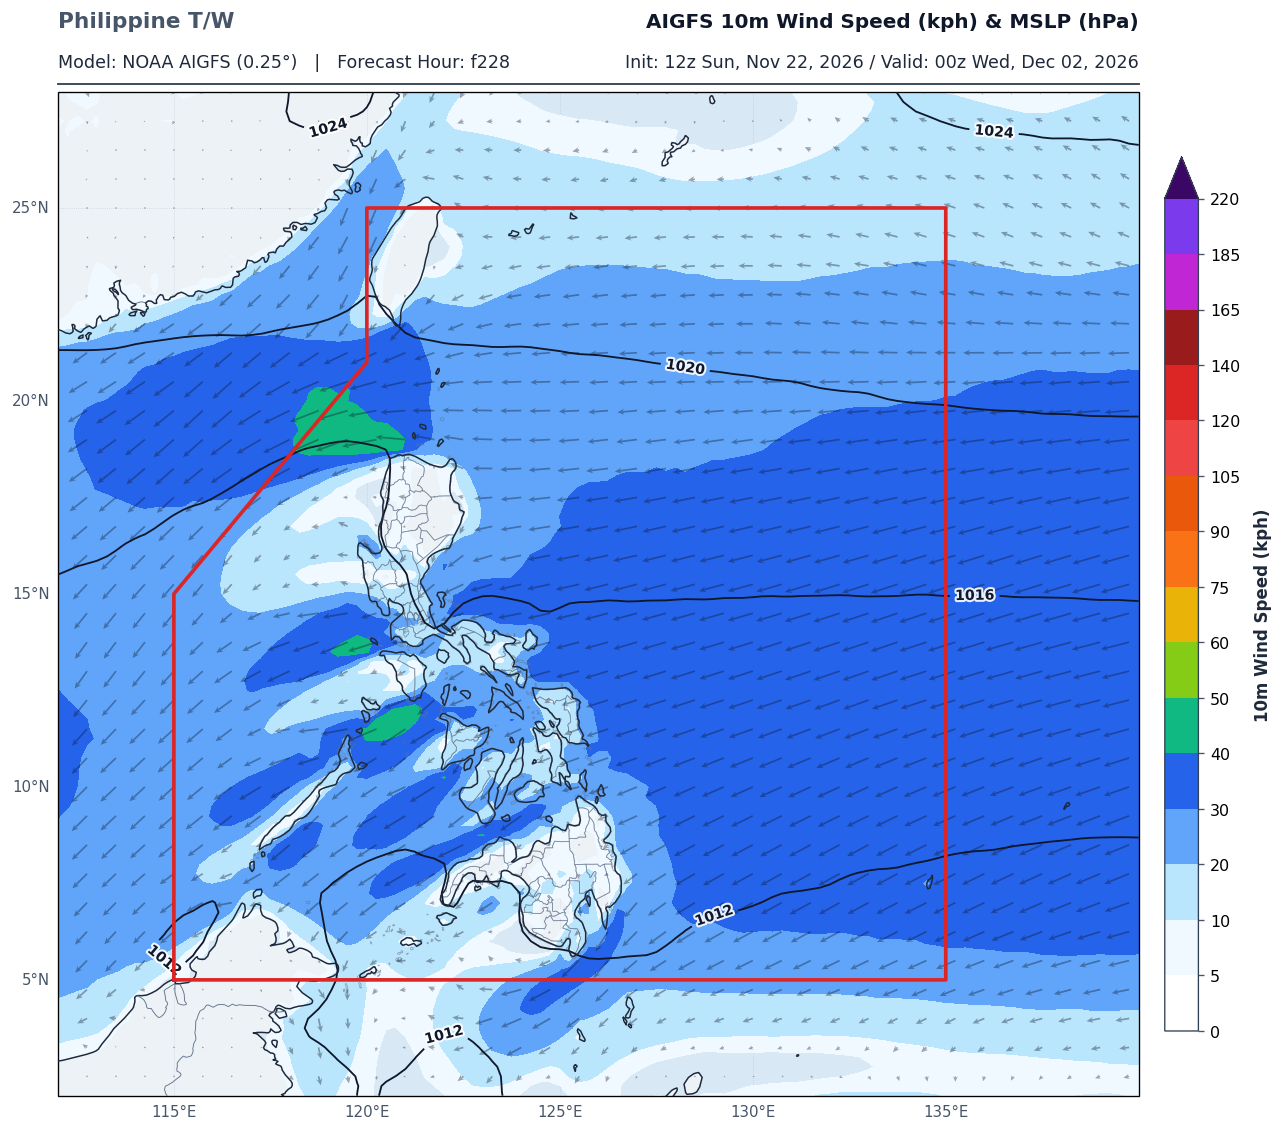 Philippine T/W
AIGFS 10m Wind Speed (kph) & MSLP (hPa)
Model: NOAA AIGFS (0.25°) | Forecast Hour: f228
Init: 12z Sun, Nov 22, 2026 / Valid: 00z Wed, Dec 02, 2026
1024
1024
1020
1016
1012
1012
1012
25°N
20°N
15°N
10°N
5°N
115°E
120°E
125°E
130°E
135°E
220
185
165
140
120
105
90
75
60
50
40
30
20
10
5
0
10m Wind Speed (kph)